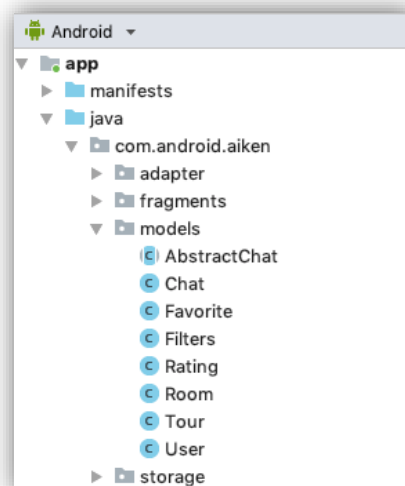 Android
app
manifests
java
com.android.aiken
adapter
fragments
models
AbstractChat
Chat
Favorite
Filters
Rating
Room
Tour
User
storage